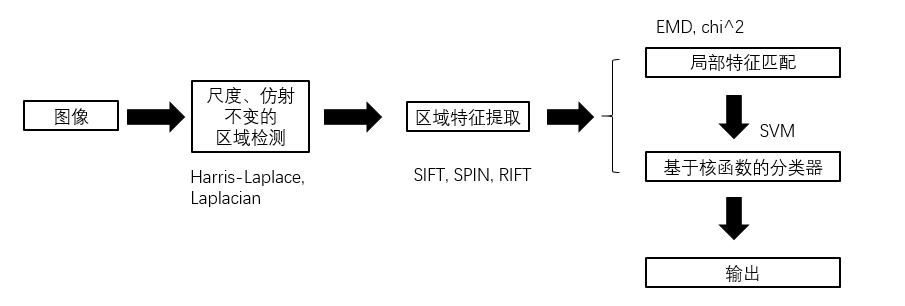 图像
尺度、仿射
不变的
区域检测
Harris-Laplace,
Laplacian
区域特征提取
SIFT, SPIN, RIFT
EMD, chi^2
局部特征匹配
SVM
基于核函数的分类器
输出